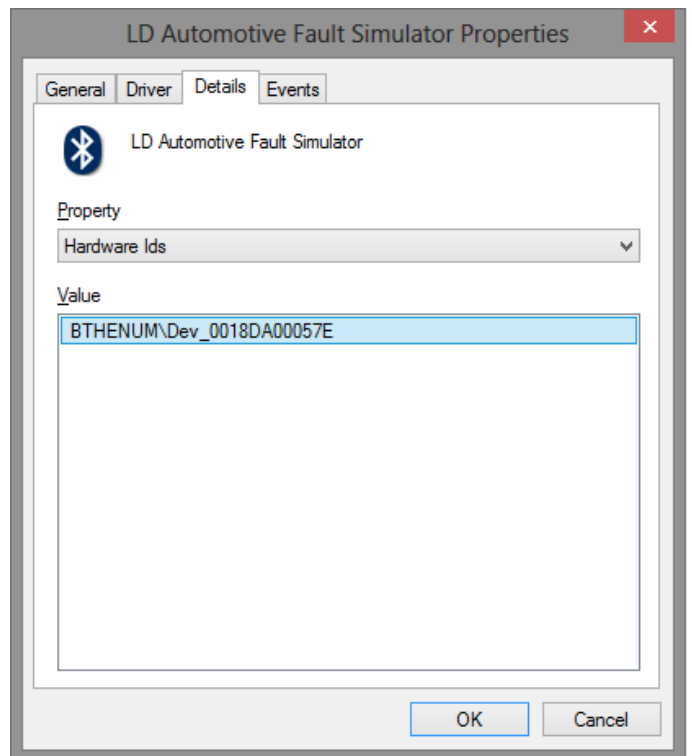 LD Automotive Fault Simulator Properties
General Driver Details Events
LD Automotive Fault Simulator
Property
Hardware Ids
Value
BTHENUM\Dev_0018DA00057E
OK Cancel